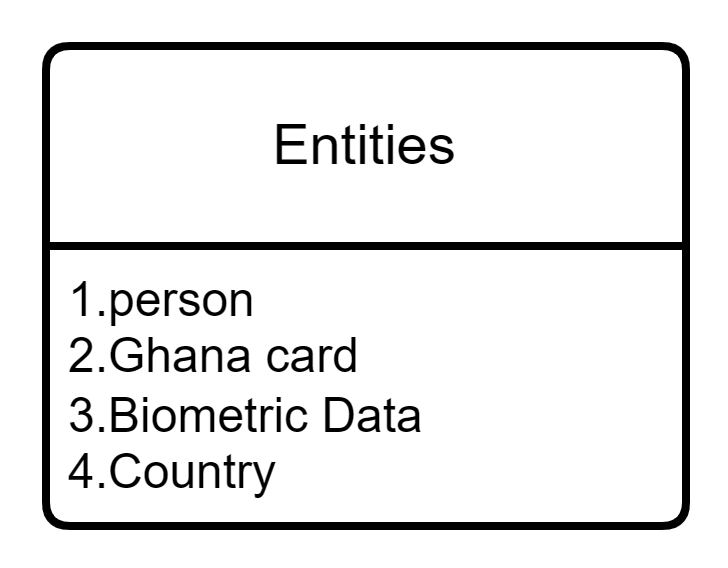 Entities
1.person
2.Ghana card
3.Biometric Data
4.Country